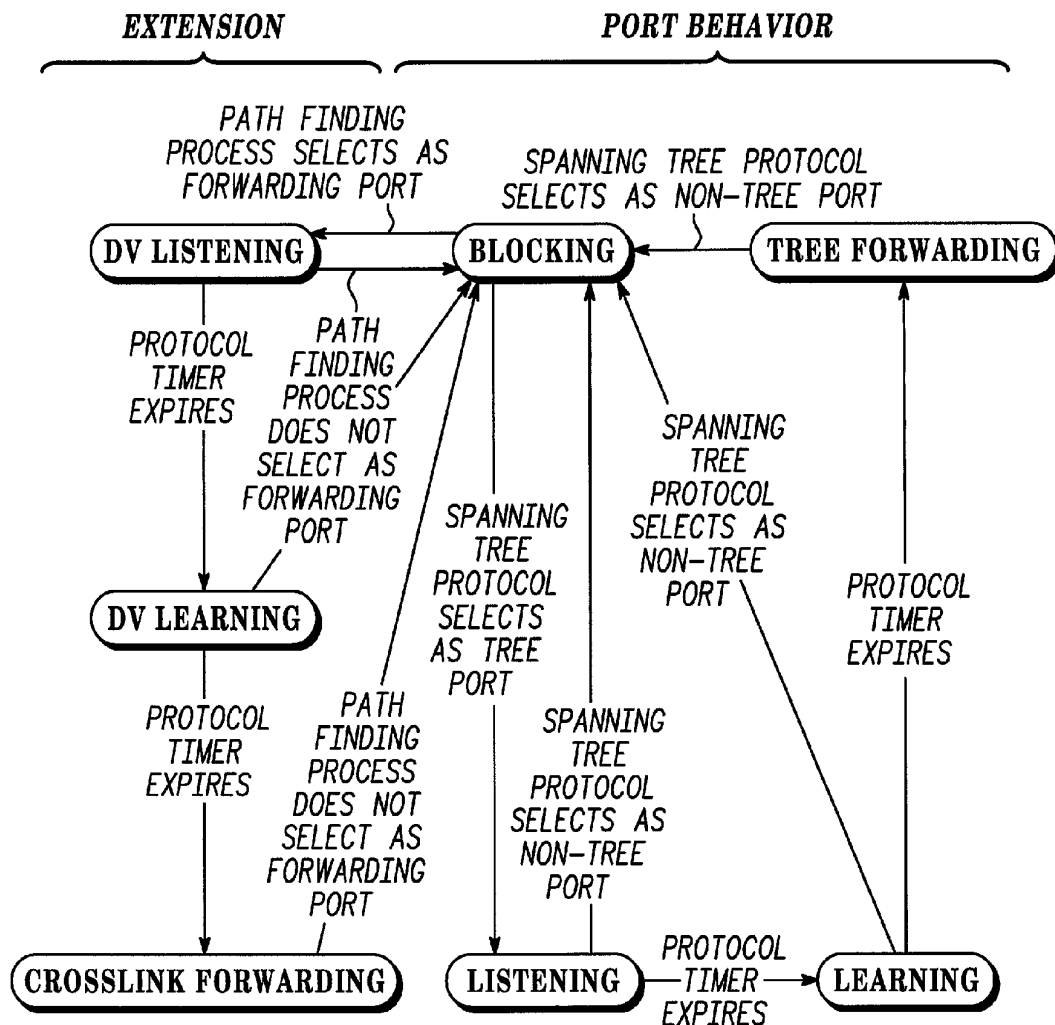 EXTENSION
PORT BEHAVIOR
PATH FINDING
PROCESS SELECTS AS
FORWARDING PORT
SPANNING TREE PROTOCOL
SELECTS AS NON-TREE PORT
DV LISTENING
BLOCKING
TREE FORWARDING
PROTOCOL
TIMER
EXPIRES
PATH
FINDING
PROCESS
DOES NOT
SELECT AS
FORWARDING
PORT
SPANNING
TREE
PROTOCOL
SELECTS
AS TREE
PORT
SPANNING
TREE
PROTOCOL
SELECTS AS
NON-TREE
PORT
PROTOCOL
TIMER
EXPIRES
DV LEARNING
PROTOCOL
TIMER
EXPIRES
PATH
FINDING
PROCESS
DOES NOT
SELECT AS
FORWARDING
PORT
SPANNING
TREE
PROTOCOL
SELECTS AS
NON-TREE
PORT
CROSSLINK FORWARDING
LISTENING
PROTOCOL
TIMER
EXPIRES
LEARNING